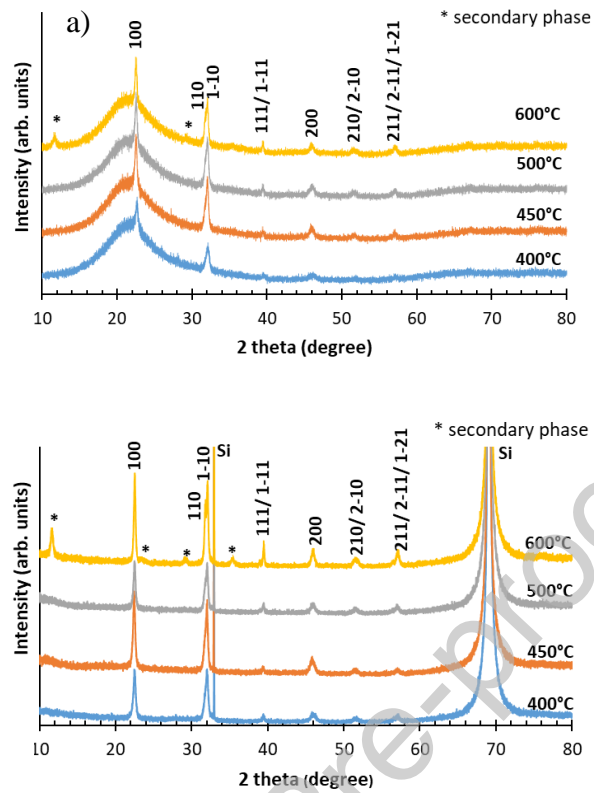 a)
* secondary phase
100
110
1-10
111/ 1-11
200
210/ 2-10
211/ 2-11/ 1-21
*
*
600°C
500°C
450°C
400°C
Intensity (arb. units)
10 20 30 40 50 60 70 80
2 theta (degree)
* secondary phase
100
110
1-10
Si
111/ 1-11
200
210/ 2-10
211/ 2-11/ 1-21
Si
*
*
*
*
600°C
500°C
450°C
400°C
Intensity (arb. units)
10 20 30 40 50 60 70 80
2 theta (degree)
re-proo